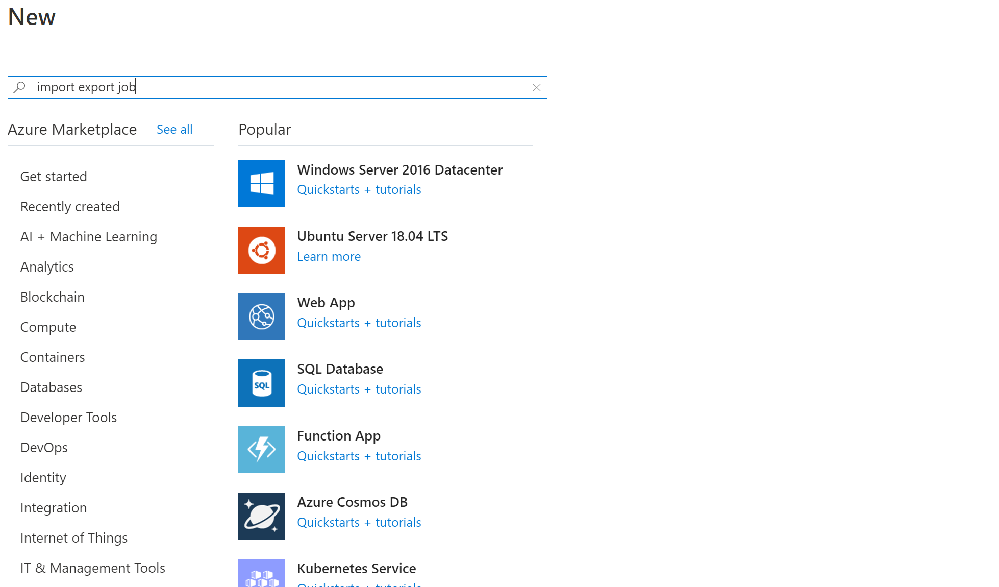 New
import export job
Azure Marketplace See all
Get started
Recently created
AI + Machine Learning
Analytics
Blockchain
Compute
Containers
Databases
Developer Tools
DevOps
Identity
Integration
Internet of Things
IT & Management Tools
Popular
Windows Server 2016 Datacenter
Quickstarts + tutorials
Ubuntu Server 18.04 LTS
Learn more
Web App
Quickstarts + tutorials
SQL
SQL Database
Quickstarts + tutorials
Function App
Quickstarts + tutorials
Azure Cosmos DB
Quickstarts + tutorials
Kubernetes Service
Quickstarts + tutorials